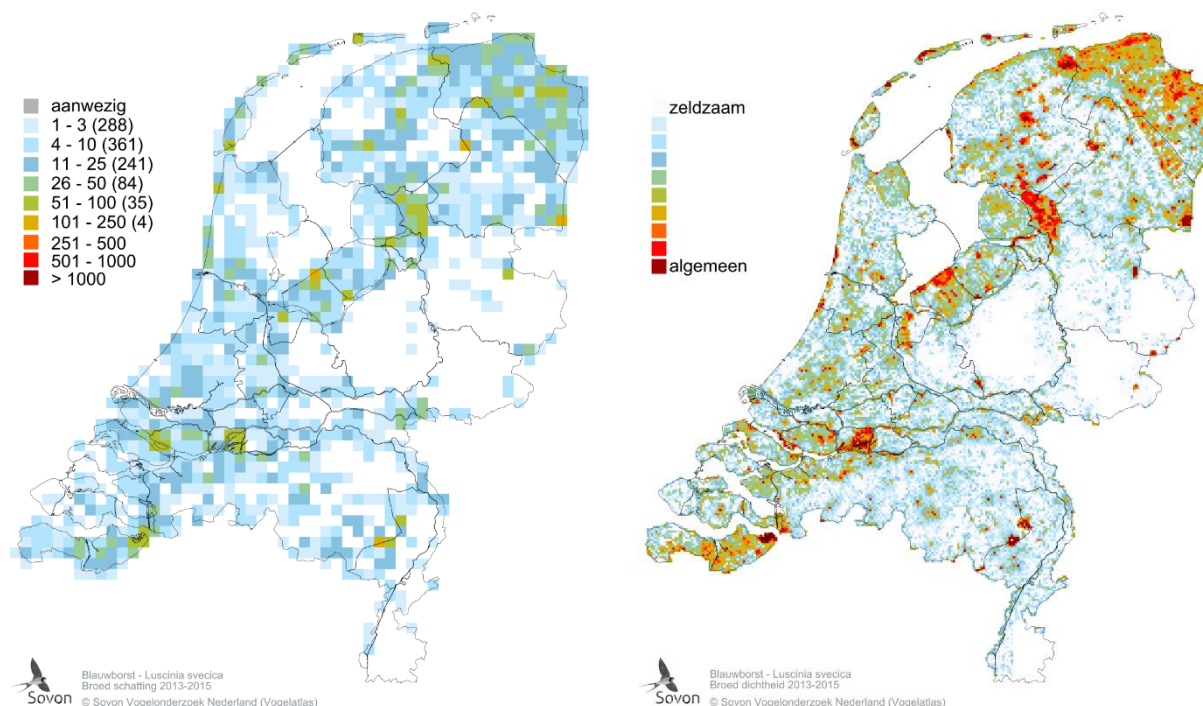 aanwezig
1 - 3 (288)
4 - 10 (361)
11 - 25 (241)
26 - 50 (84)
51 - 100 (35)
101 - 250 (4)
251 - 500
501 - 1000
> 1000
Sovon
Blauwborst - Luscinia svecica
Broed schatting 2013-2015
© Sovon Vogelonderzoek Nederland (Vogelatlas)
zeldzaam
algemeen
Sovon
Blauwborst - Luscinia svecica
Broed dichtheid 2013-2015
© Sovon Vogelonderzoek Nederland (Vogelatlas)